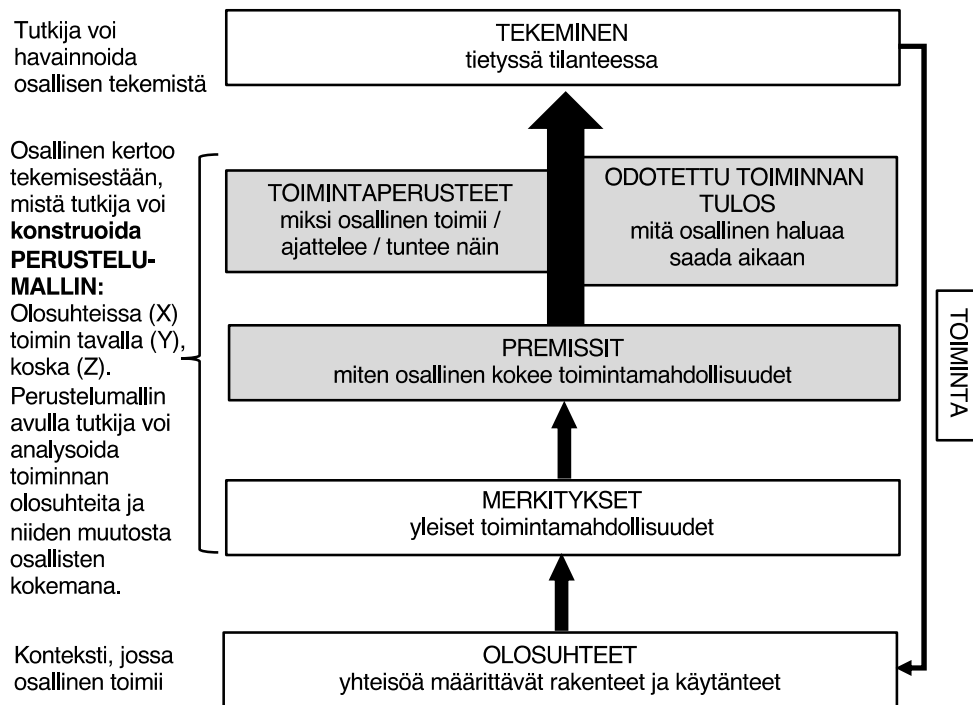 Tutkija voi
havainnoida
osallisen tekemistä
TEKEMINEN
tietyssä tilanteessa
Osallinen kertoo
tekemisestään,
mistä tutkija voi
konstruoida
PERUSTELU-
MALLIN:
Olosuhteissa (X)
toimin tavalla (Y),
koska (Z).
Perustelumallin
avulla tutkija voi
analysoida
toiminnan
olosuhteita ja
niiden muutosta
osallisten
kokemana.
TOIMINTAPERUSTEET
miksi osallinen toimii /
ajattelee / tuntee näin
ODOTETTU TOIMINNAN
TULOS
mitä osallinen haluaa
saada aikaan
PREMISSIT
miten osallinen kokee toimintamahdollisuudet
MERKITYKSET
yleiset toimintamahdollisuudet
Konteksti, jossa
osallinen toimii
OLOSUHTEET
yhteisöä määrittävät rakenteet ja käytänteet
TOIMINTA